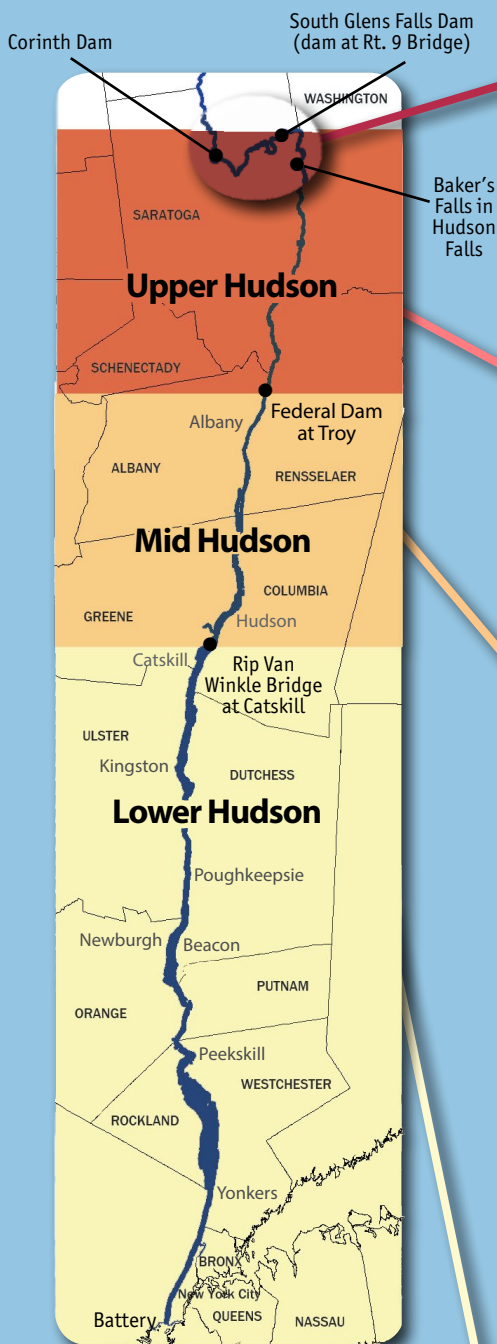 South Glens Falls Dam
(dam at Rt. 9 Bridge)
Corinth Dam
WASHINGTON
Baker's
Falls in
Hudson
Falls
SARATOGA
Upper Hudson
SCHENECTADY
Federal Dam
at Troy
Albany
ALBANY
RENSSELAER
Mid Hudson
COLUMBIA
GREENE
Hudson
Catskill
Rip Van
Winkle Bridge
at Catskill
ULSTER
Kingston
DUTCHESS
Lower Hudson
Poughkeepsie
Newburgh
Beacon
PUTNAM
ORANGE
Peekskill
WESTCHESTER
ROCKLAND
Yonkers
BRONX
New York City
Battery
QUEENS
NASSAU